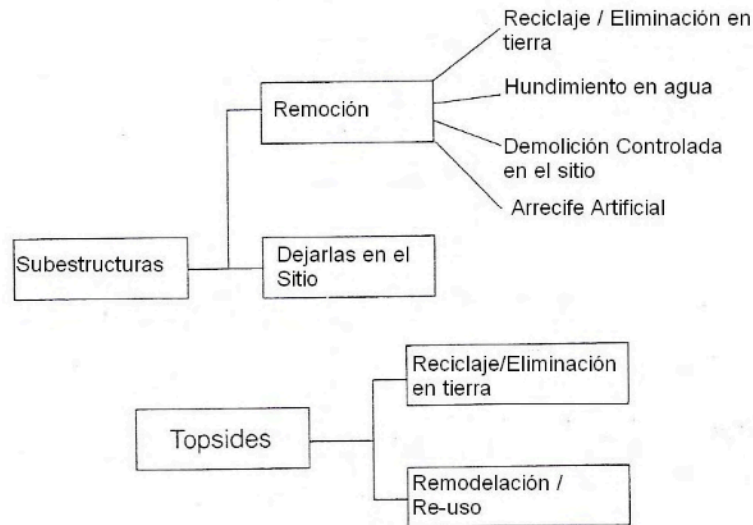 Reciclaje / Eliminación en
tierra
Remoción
Hundimiento en agua
Demolición Controlada
en el sitio
Arrecife Artificial
Subestructuras
Dejarlas en el
Sitio
Reciclaje/Eliminación
en tierra
Topsides
Remodelación /
Re-uso